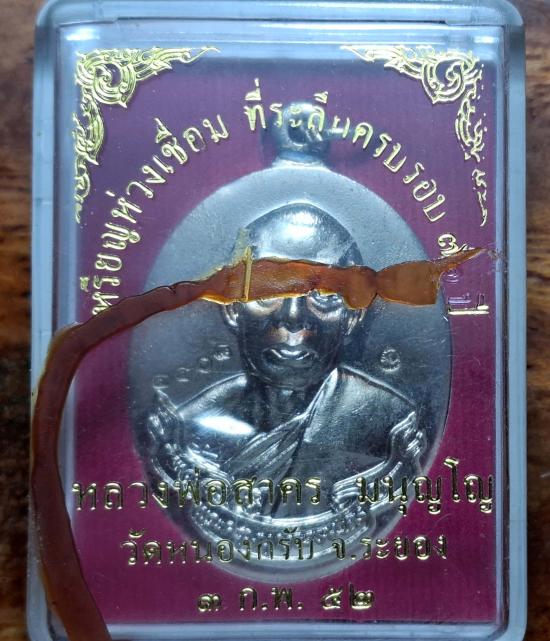 เหรียญห่วงเชื่อม ที่ระลึกครบรอบ
หลวงพ่อสาคร มนุญฺโญ
วัดหนองกรับ จ.ระยอง
๓ ก.พ. ๕๒